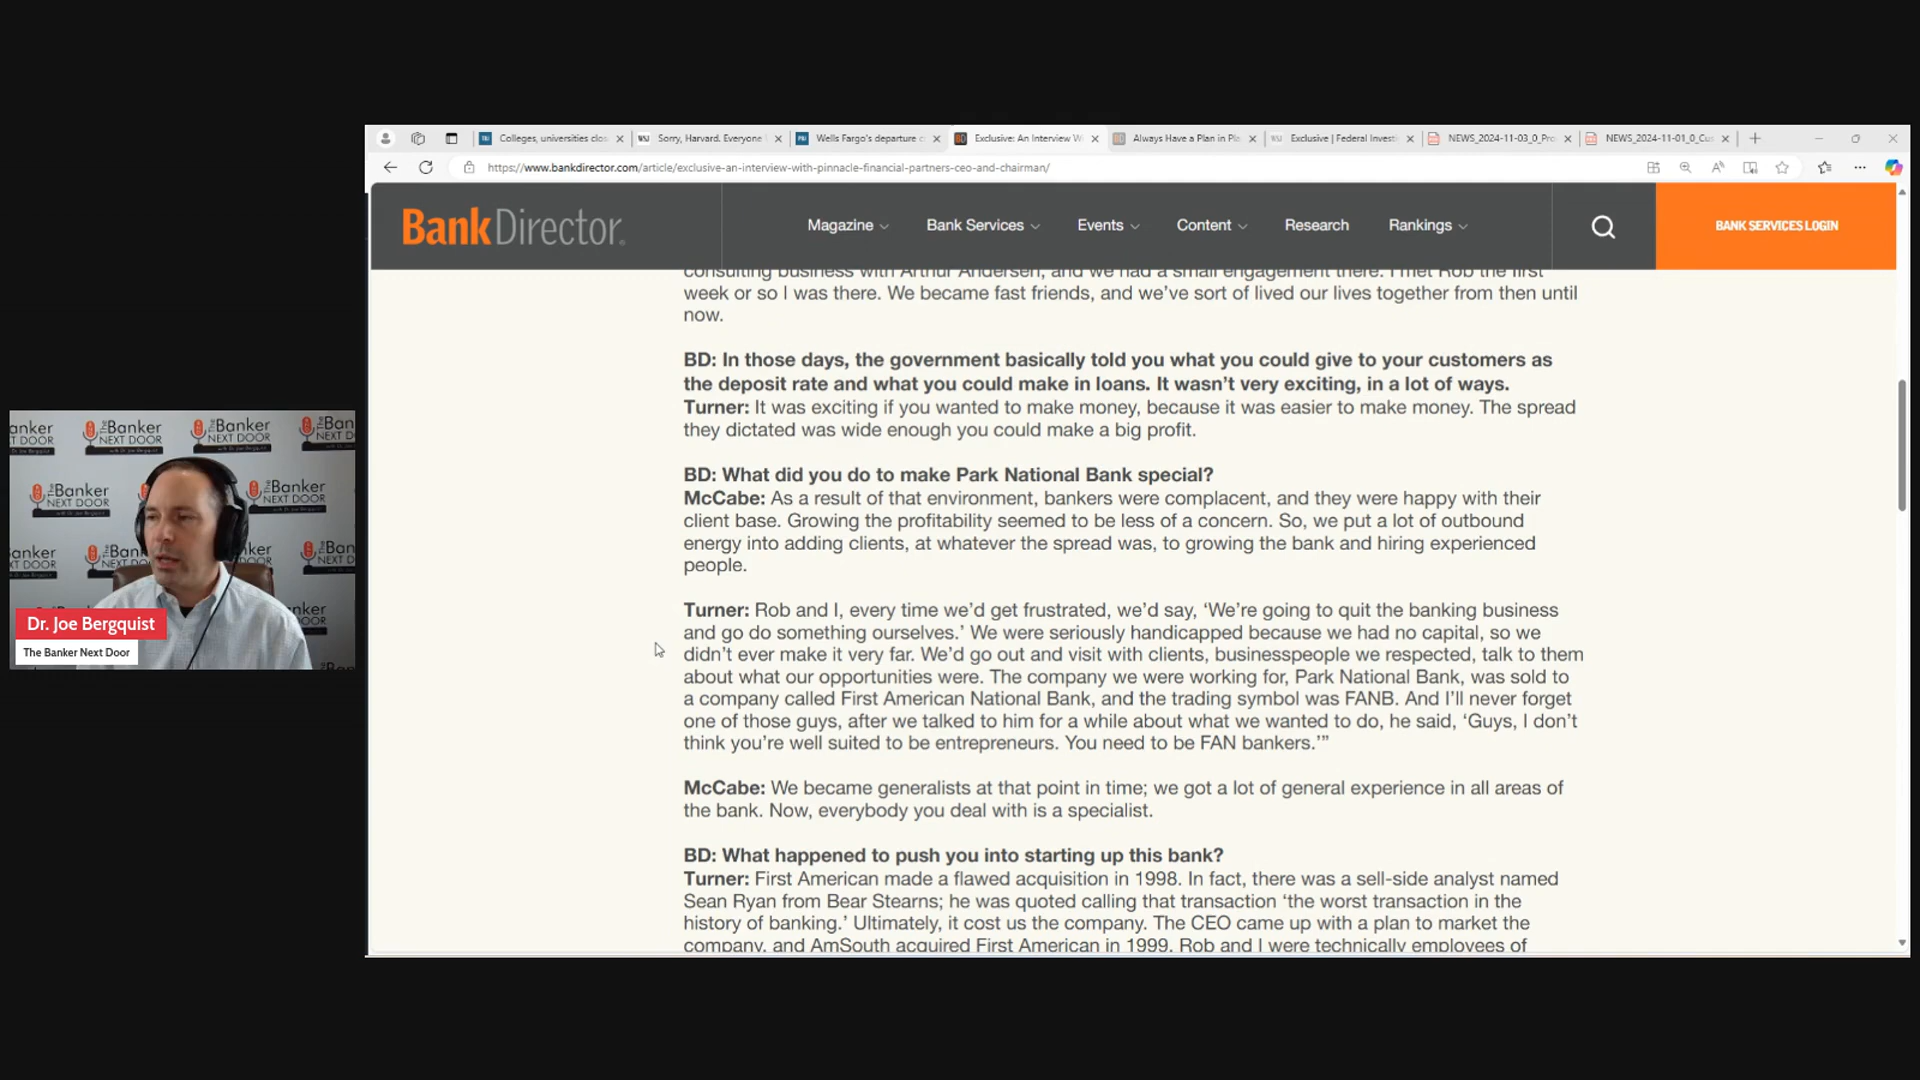 Colleges, universities clos
Sorry, Harvard. Everyone
Wells Fargo's departure c
Exclusive: An Interview W
Always Have a Plan in Pla
Exclusive | Federal Investi
NEWS_2024-11-03_0_Pro
NEWS_2024-11-01_0_Cus
https://www.bankdirector.com/article/exclusive-an-interview-with-pinnacle-financial-partners-ceo-and-chairman/
BankDirector.
Magazine
Bank Services
Events
Content
Research
Rankings
BANK SERVICES LOGIN
consulting business with Arthur Andersen, and we had a small engagement there. I met Rob the first
week or so I was there. We became fast friends, and we’ve sort of lived our lives together from then until
now.
BD: In those days, the government basically told you what you could give to your customers as
the deposit rate and what you could make in loans. It wasn’t very exciting, in a lot of ways.
Turner: It was exciting if you wanted to make money, because it was easier to make money. The spread
they dictated was wide enough you could make a big profit.
BD: What did you do to make Park National Bank special?
McCabe: As a result of that environment, bankers were complacent, and they were happy with their
client base. Growing the profitability seemed to be less of a concern. So, we put a lot of outbound
energy into adding clients, at whatever the spread was, to growing the bank and hiring experienced
people.
Turner: Rob and I, every time we’d get frustrated, we’d say, ‘We’re going to quit the banking business
and go do something ourselves.’ We were seriously handicapped because we had no capital, so we
didn’t ever make it very far. We’d go out and visit with clients, businesspeople we respected, talk to them
about what our opportunities were. The company we were working for, Park National Bank, was sold to
a company called First American National Bank, and the trading symbol was FANB. And I’ll never forget
one of those guys, after we talked to him for a while about what we wanted to do, he said, ‘Guys, I don’t
think you’re well suited to be entrepreneurs. You need to be FAN bankers.’”
McCabe: We became generalists at that point in time; we got a lot of general experience in all areas of
the bank. Now, everybody you deal with is a specialist.
BD: What happened to push you into starting up this bank?
Turner: First American made a flawed acquisition in 1998. In fact, there was a sell-side analyst named
Sean Ryan from Bear Stearns; he was quoted calling that transaction ‘the worst transaction in the
history of banking.’ Ultimately, it cost us the company. The CEO came up with a plan to market the
company, and AmSouth acquired First American in 1999. Rob and I were technically employees of
The Banker
NEXT DOOR
Dr. Joe Bergquist
The Banker Next Door